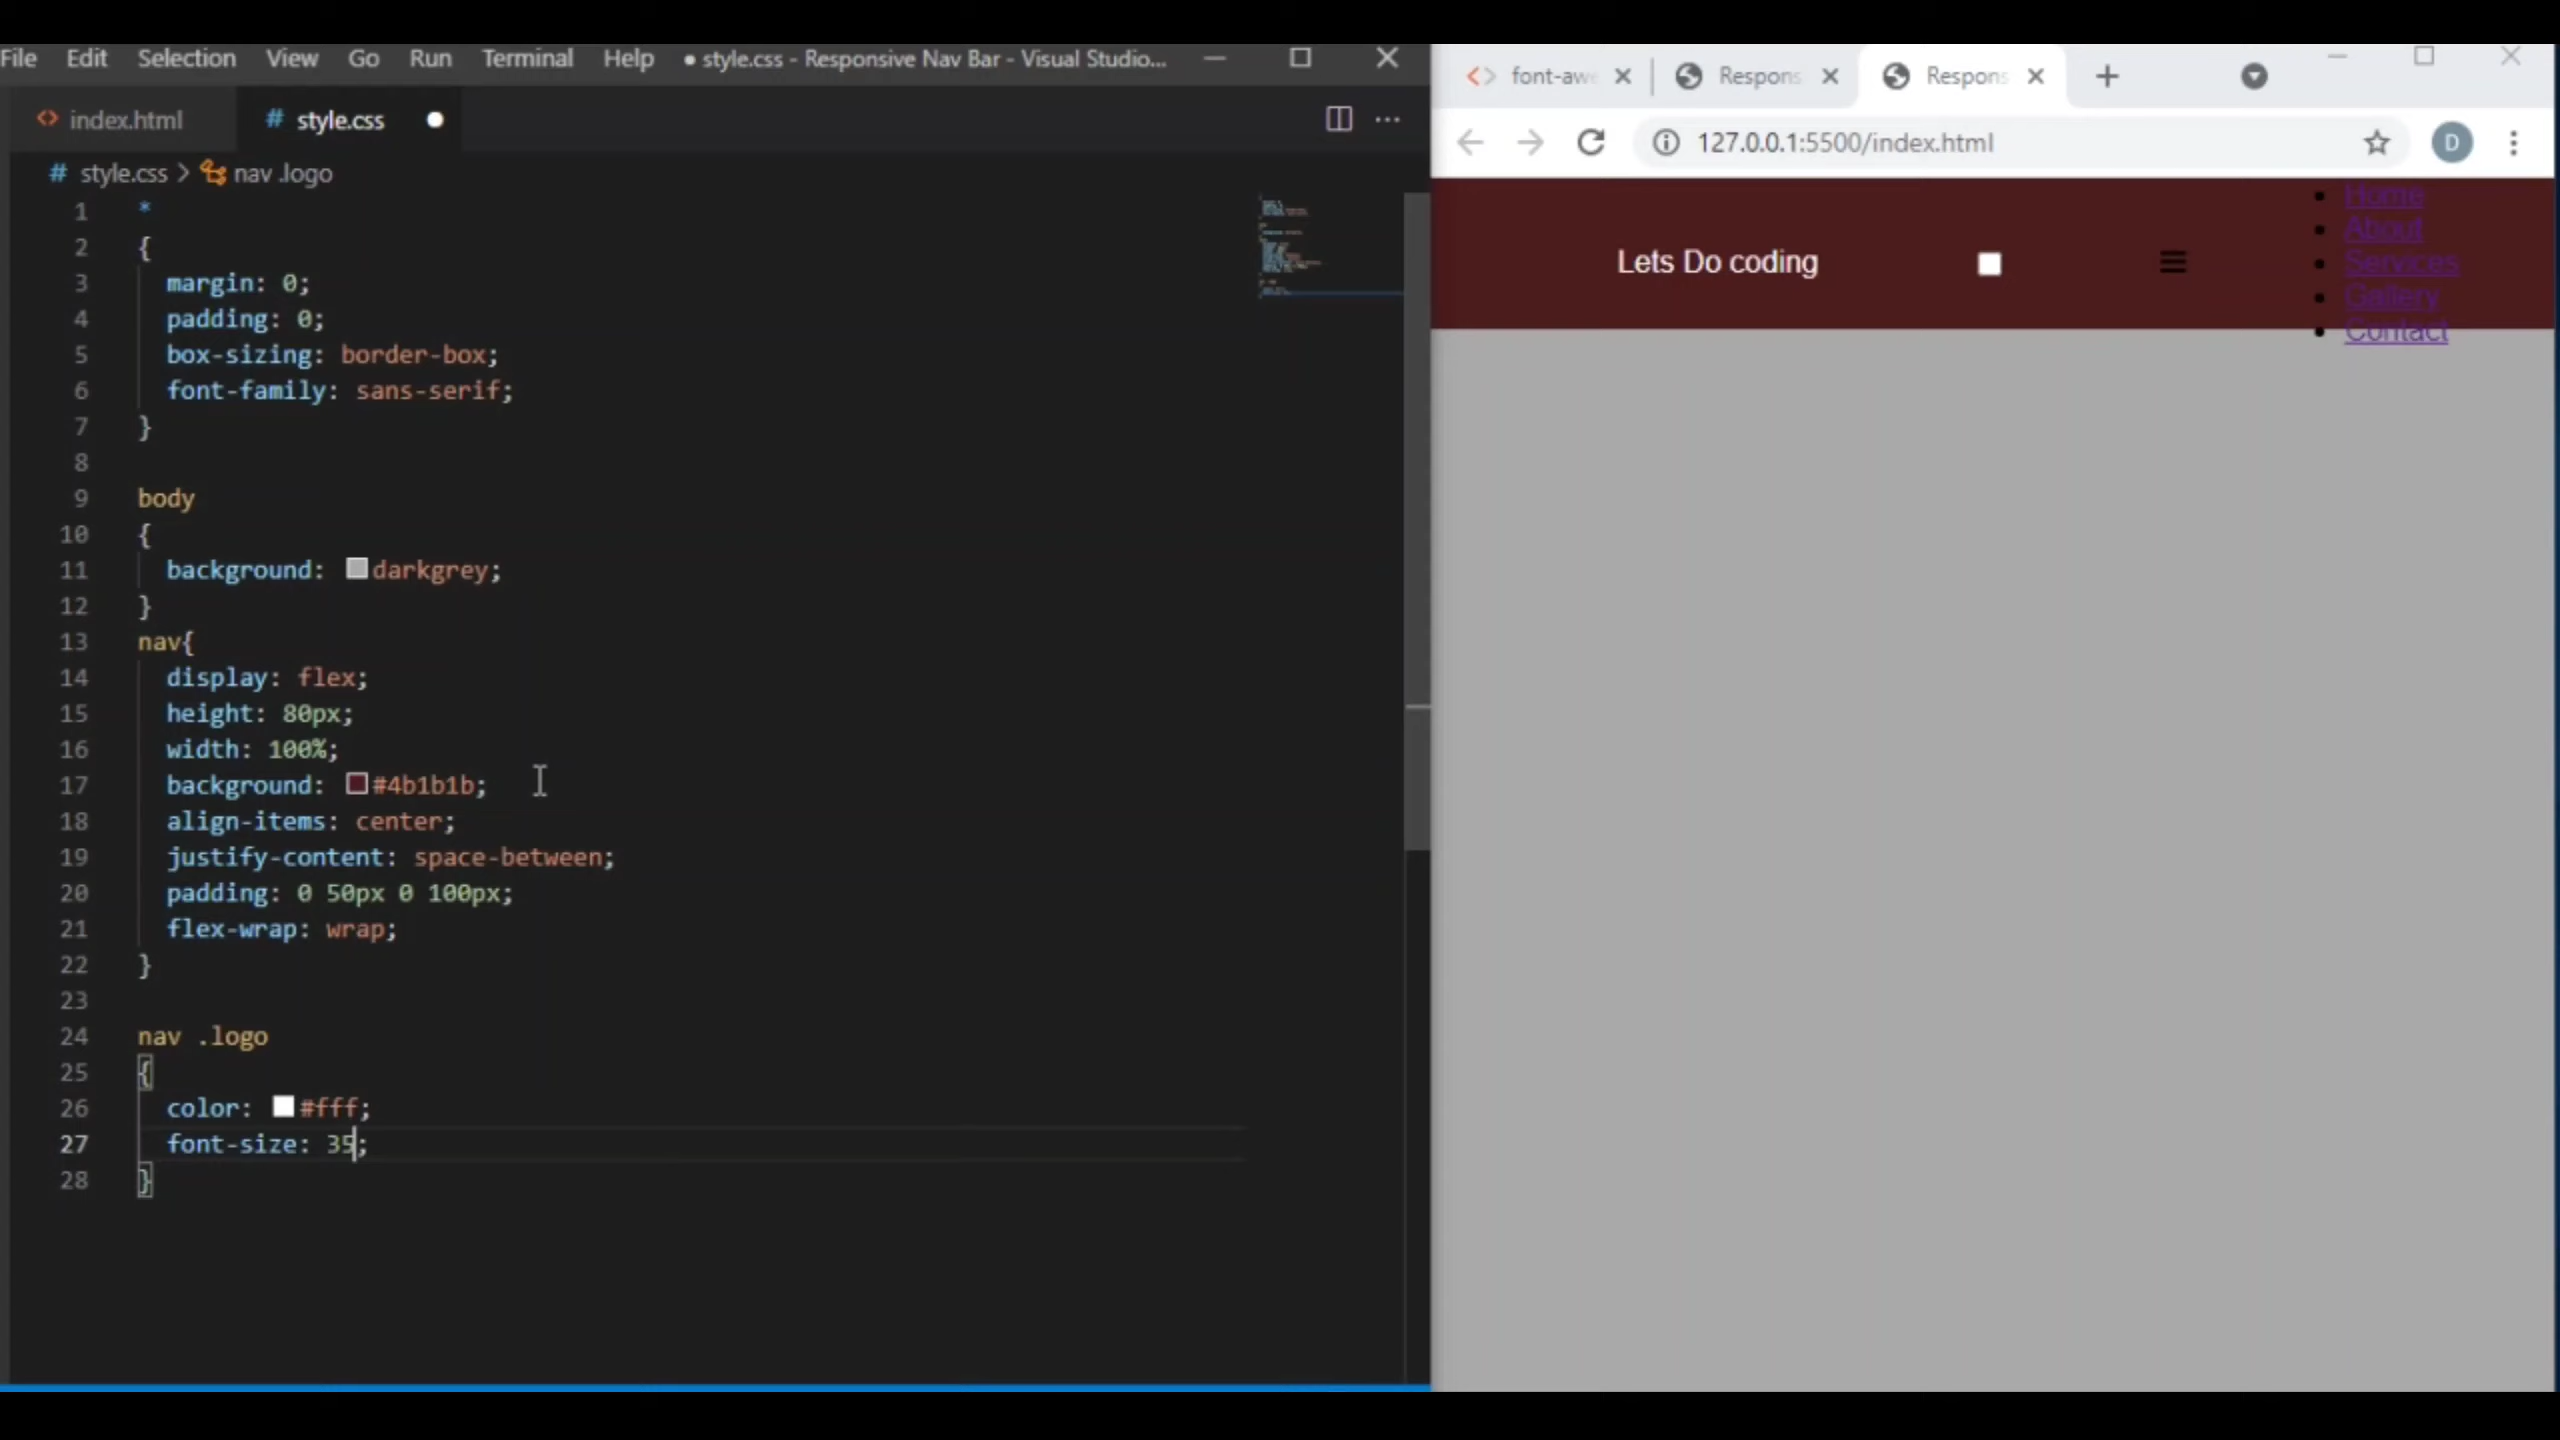 File Edit Selection View Go Run Terminal Help ● style.css - Responsive Nav Bar - Visual Studio...
index.html # style.css
# style.css > nav .logo
1 *
2 {
3 margin: 0;
4 padding: 0;
5 box-sizing: border-box;
6 font-family: sans-serif;
7 }
8
9 body
10 {
11 background: darkgrey;
12 }
13 nav{
14 display: flex;
15 height: 80px;
16 width: 100%;
17 background: #4b1b1b;
18 align-items: center;
19 justify-content: space-between;
20 padding: 0 50px 0 100px;
21 flex-wrap: wrap;
22 }
23
24 nav .logo
25 {
26 color: #fff;
27 font-size: 35;
28 }
font-awe Respons Respons
127.0.0.1:5500/index.html D
Lets Do coding
Home
About
Services
Gallery
Contact